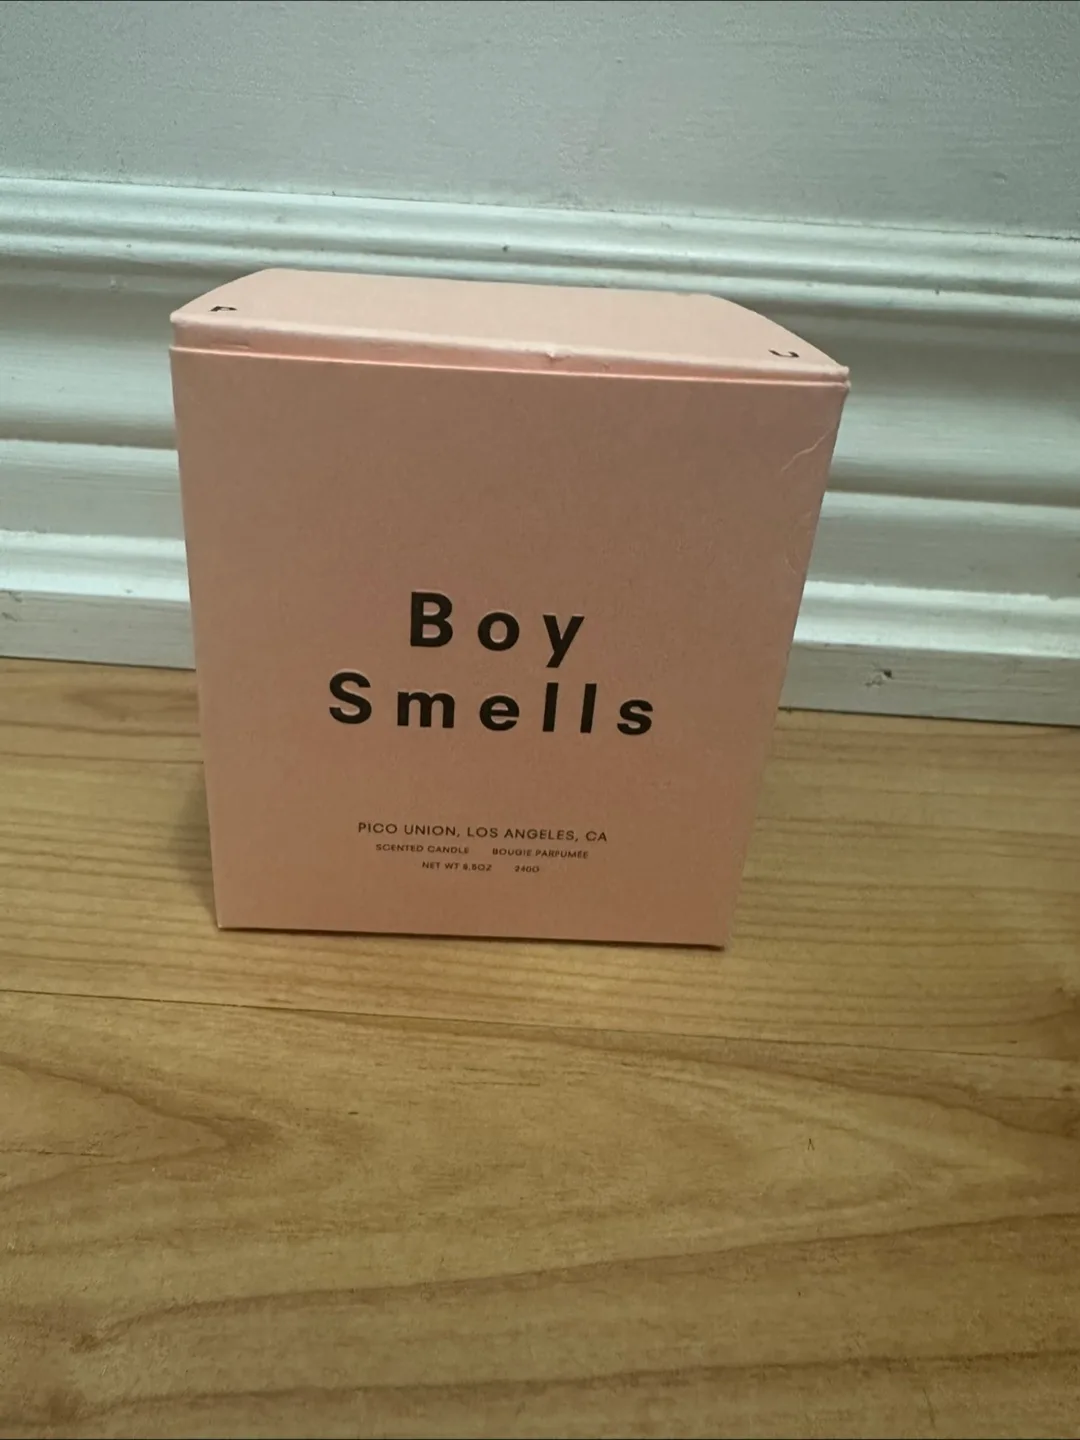 P U
Boy
Smells
PICO UNION, LOS ANGELES, CA
SCENTED CANDLE BOUGIE PARFUMÉE
NET WT 8.5OZ 240G